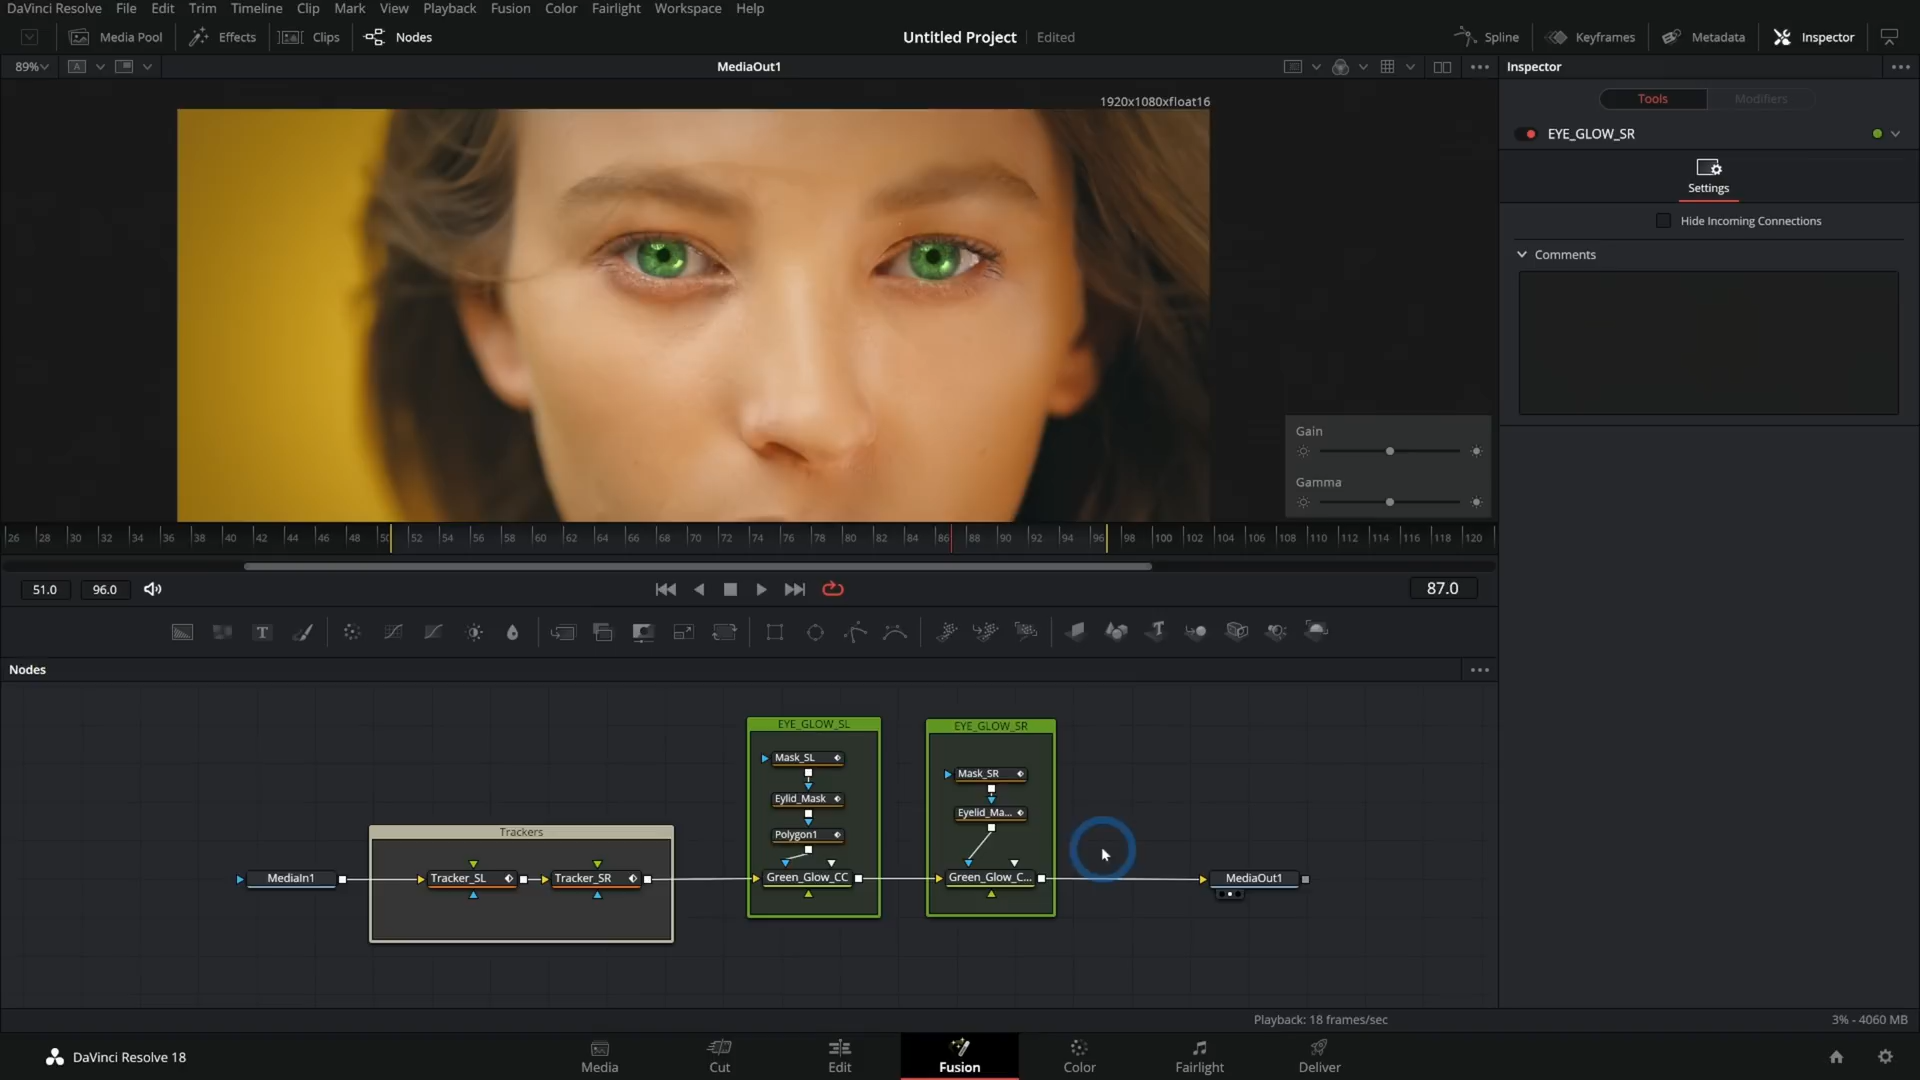 DaVinci Resolve File Edit Trim Timeline Clip Mark View Playback Fusion Color Fairlight Workspace Help
Media Pool Effects Clips Nodes Untitled Project Edited Spline Keyframes Metadata Inspector
89% A MediaOut1 Inspector
1920x1080xfloat16
Tools Modifiers
EYE_GLOW_SR
Settings
Hide Incoming Connections
Comments
Gain
Gamma
26 28 30 32 34 36 38 40 42 44 46 48 50 52 54 56 58 60 62 64 66 68 70 72 74 76 78 80 82 84 86 88 90 92 94 96 98 100 102 104 106 108 110 112 114 116 118 120
51.0 96.0 87.0
T T
Nodes
EYE_GLOW_SL EYE_GLOW_SR
Mask_SL Mask_SR
Eylid_Mask Eyelid_Ma...
Trackers Polygon1
MediaIn1 Tracker_SL Tracker_SR Green_Glow_CC Green_Glow_C... MediaOut1
Playback: 18 frames/sec 3% - 4060 MB
DaVinci Resolve 18 Media Cut Edit Fusion Color Fairlight Deliver